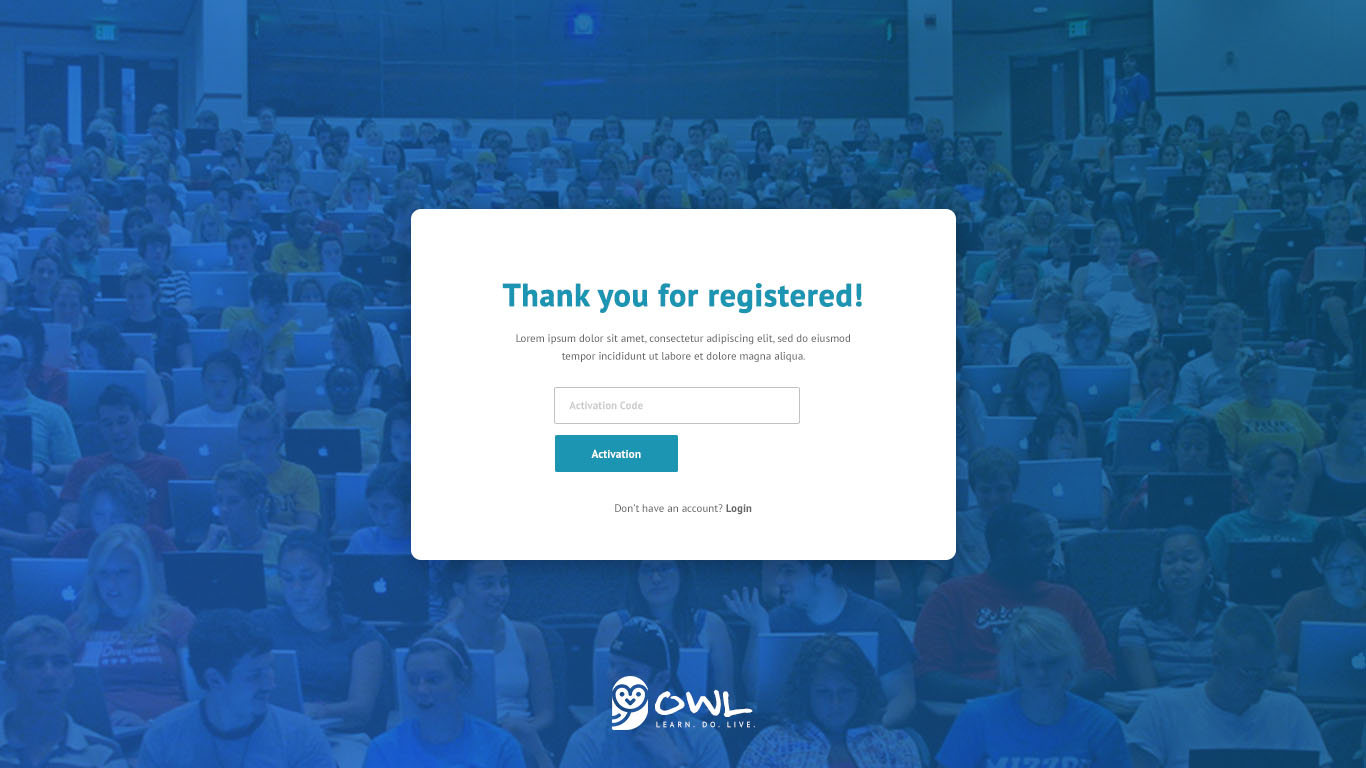 Thank you for registered!
Lorem ipsum dolor sit amet, consectetur adipiscing elit, sed do eiusmod
tempor incididunt ut labore et dolore magna aliqua.
Activation Code
Activation
Don't have an account? Login
OWL
LEARN. DO. LIVE.